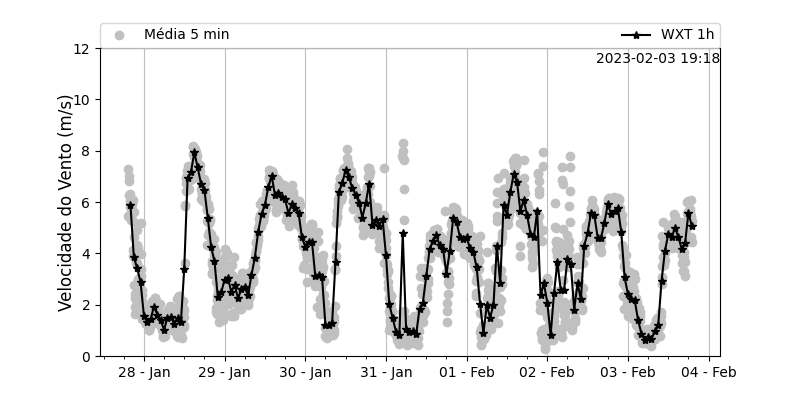 Média 5 min
WXT 1h
2023-02-03 19:18
Velocidade do Vento (m/s)
12
10
8
6
4
2
0
28 - Jan
29 - Jan
30 - Jan
31 - Jan
01 - Feb
02 - Feb
03 - Feb
04 - Feb